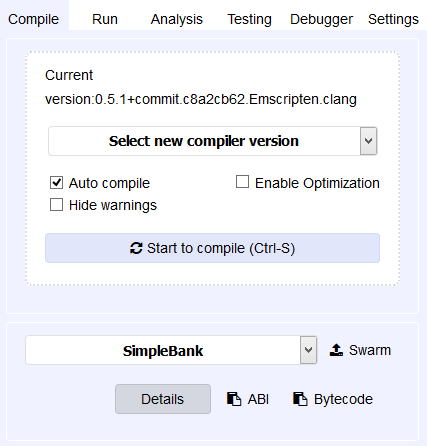 Compile Run Analysis Testing Debugger Settings
Current
version:0.5.1+commit.c8a2cb62.Emscripten.clang
Select new compiler version
Auto compile Enable Optimization
Hide warnings
Start to compile (Ctrl-S)
SimpleBank Swarm
Details ABI Bytecode